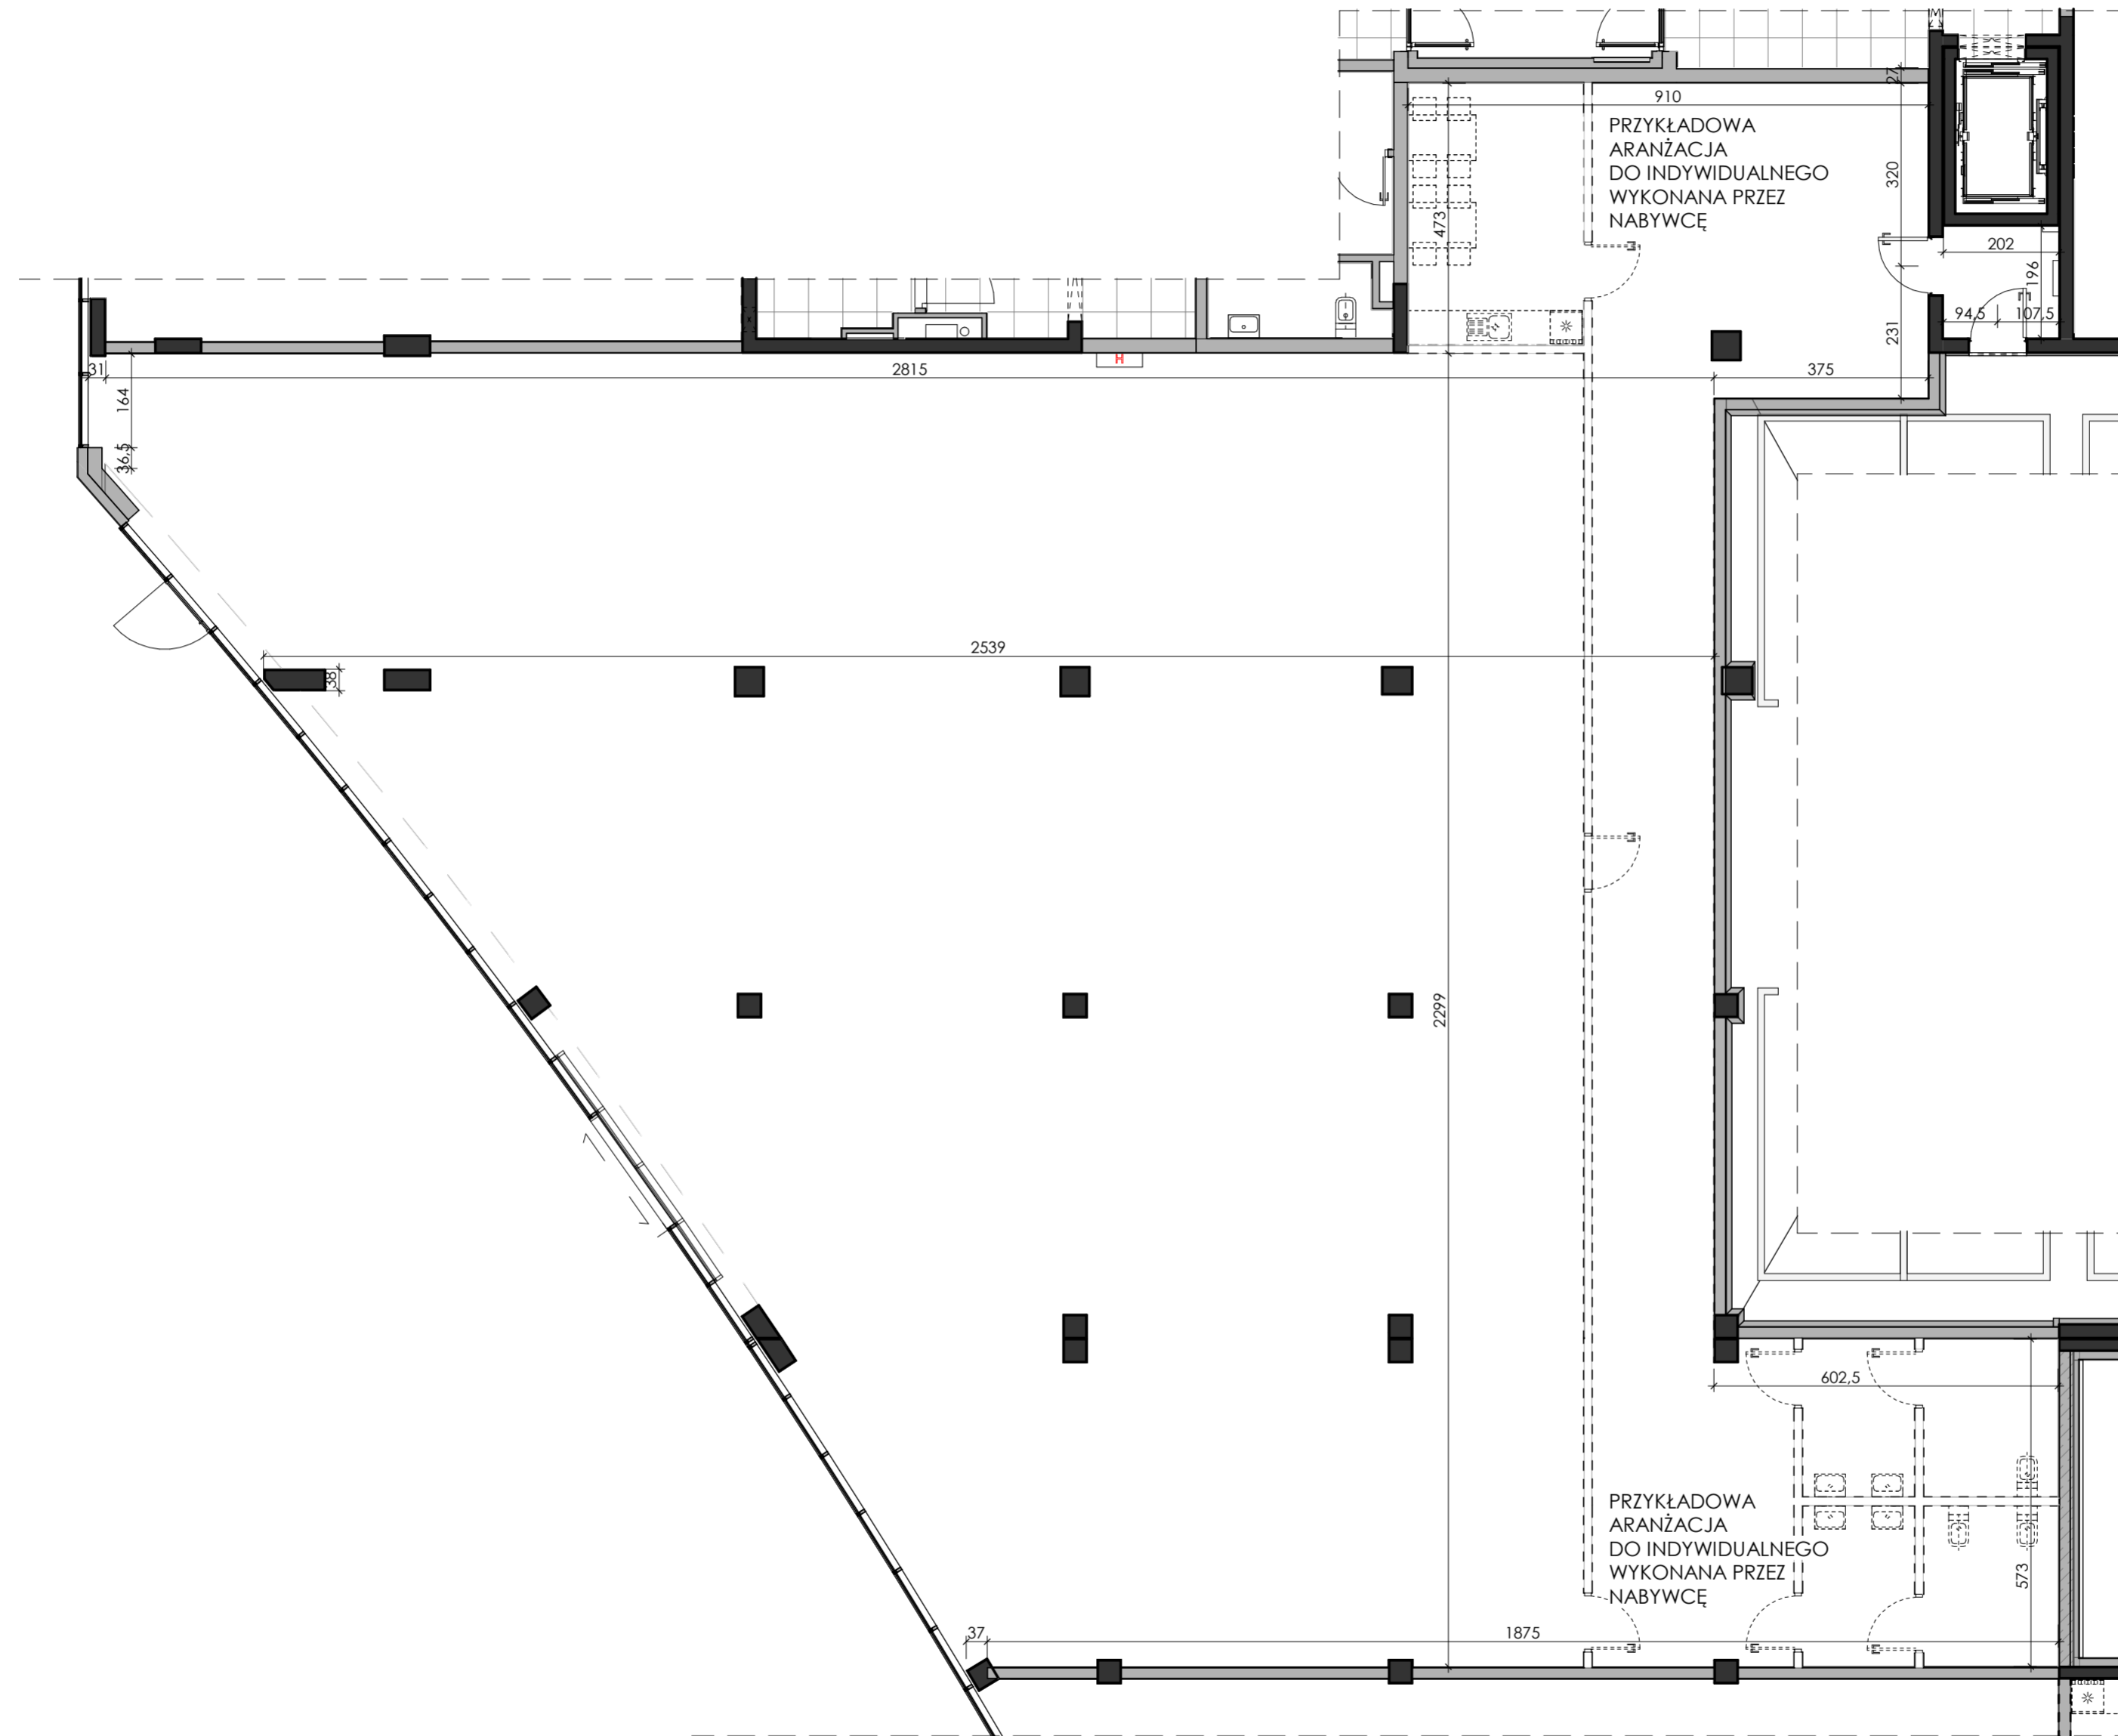 M
27
910
PRZYKŁADOWA
ARANŻACJA
DO INDYWIDUALNEGO
WYKONANA PRZEZ
NABYWCĘ
320
473
202
196
94,5
107,5
231
H
31
2815
375
164
36,5
2539
38
2299
602,5
PRZYKŁADOWA
ARANŻACJA
DO INDYWIDUALNEGO
WYKONANA PRZEZ
NABYWCĘ
573
37
1875